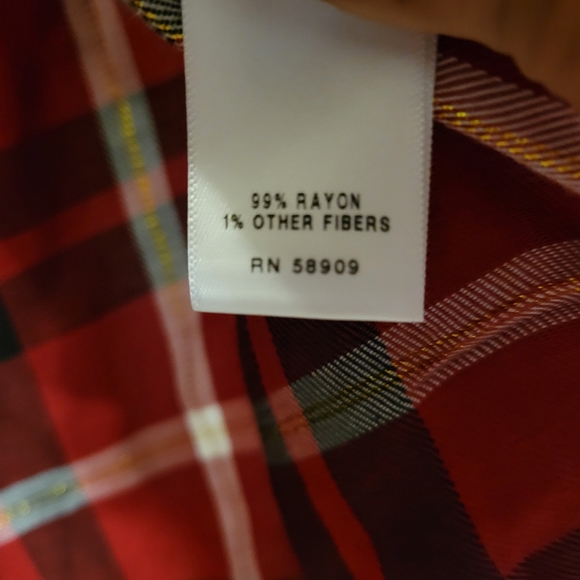 99% RAYON
1% OTHER FIBERS
RN 58909